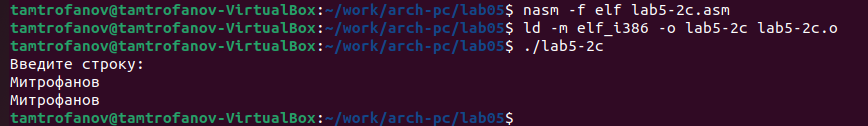 tamtrofanov@tamtrofanov-VirtualBox:~/work/arch-pc/lab05$ nasm -f elf lab5-2c.asm
tamtrofanov@tamtrofanov-VirtualBox:~/work/arch-pc/lab05$ ld -m elf_i386 -o lab5-2c lab5-2c.o
tamtrofanov@tamtrofanov-VirtualBox:~/work/arch-pc/lab05$ ./lab5-2c
Введите строку:
Митрофанов
Митрофанов
tamtrofanov@tamtrofanov-VirtualBox:~/work/arch-pc/lab05$